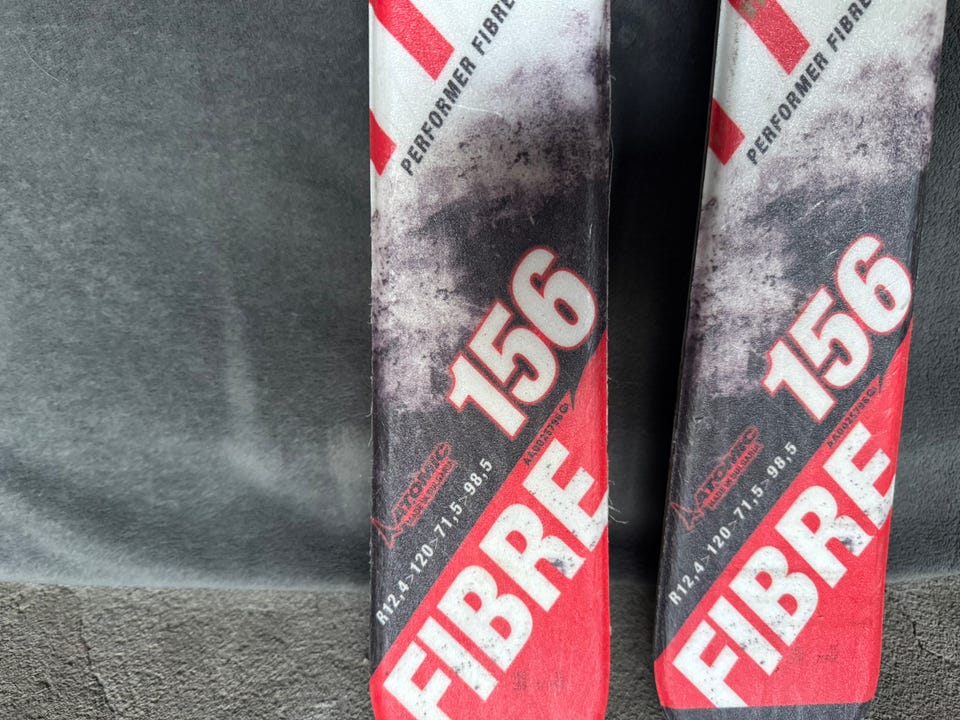 PERFORMER FIBRE
156
ATOMIC
R12,4>120>71,5>98,5
FIBRE
PERFORMER FIBRE
156
ATOMIC
R12,4>120>71,5>98,5
FIBRE